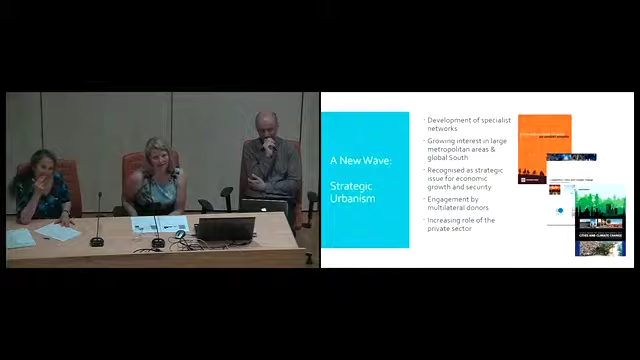 A New Wave:
Strategic
Urbanism
Development of specialist
networks
Growing interest in large
metropolitan areas &
global South
Recognised as strategic
issue for economic
growth and security
Engagement by
multilateral donors
Increasing role of the
private sector
CITIES AND CLIMATE CHANGE